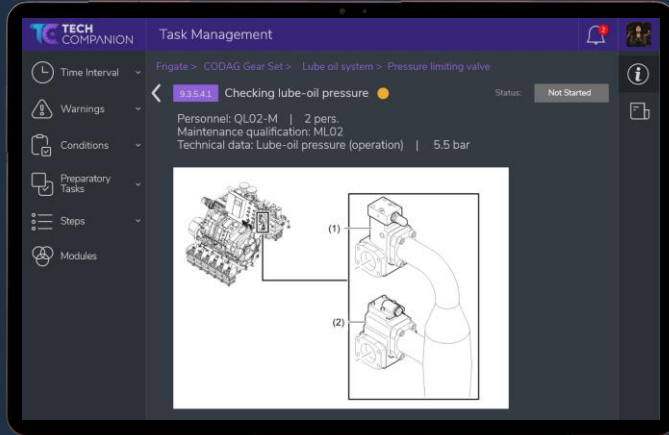 TC TECH
COMPANION
Task Management
2
Time Interval
Warnings
Conditions
Preparatory
Tasks
Steps
Modules
Frigate > CODAG Gear Set > Lube oil system > Pressure limiting valve
9.3.5.4.1 Checking lube-oil pressure
Status: Not Started
Personnel: QL02-M | 2 pers.
Maintenance qualification: ML02
Technical data: Lube-oil pressure (operation) | 5.5 bar
(1)
(2)
i